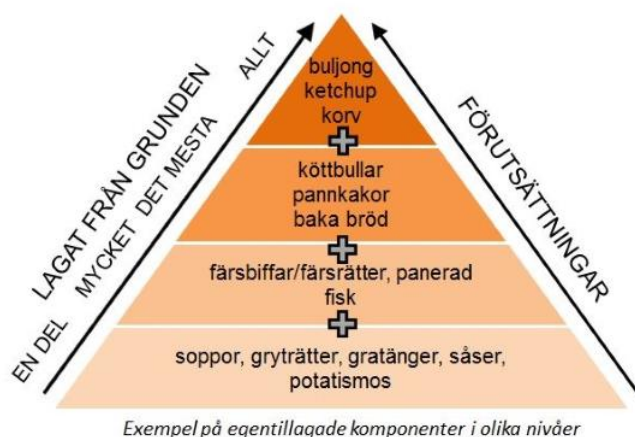 LAGAT FRÅN GRUNDEN
EN DEL MYCKET DET MESTA ALLT
buljong
ketchup
korv
köttbullar
pannkakor
baka bröd
färsbiffar/färsrätter, panerad
fisk
soppor, gryträtter, gratänger, såser,
potatismos
FÖRUTSÄTTNINGAR
Exempel på egentillagade komponenter i olika nivåer